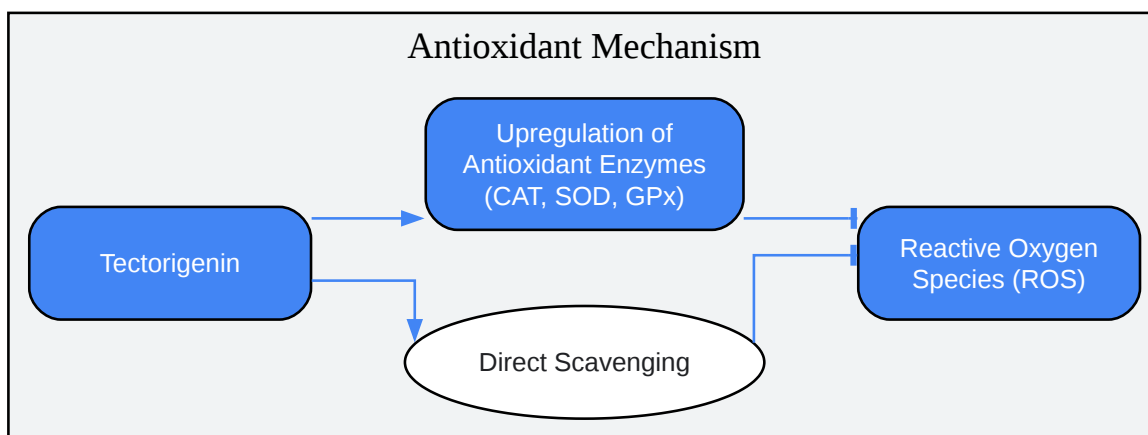 Antioxidant Mechanism
Upregulation of
Antioxidant Enzymes
(CAT, SOD, GPx)
Tectorigenin
Reactive Oxygen
Species (ROS)
Direct Scavenging